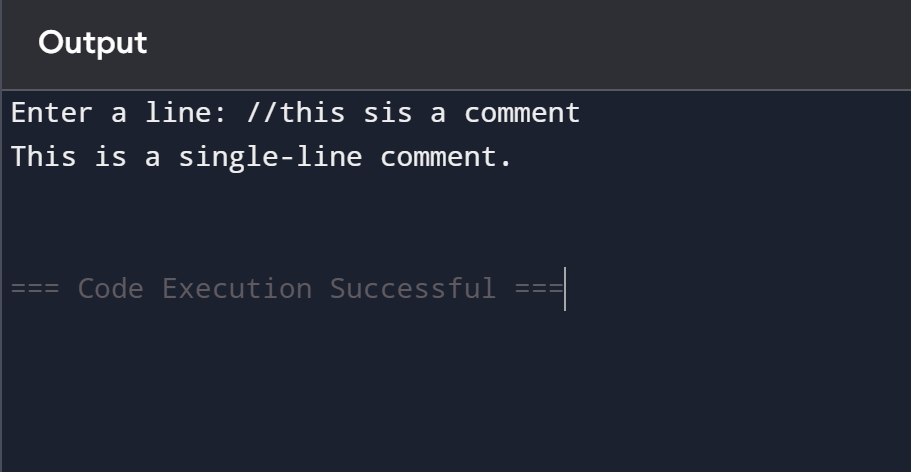 Output
Enter a line: //this sis a comment
This is a single-line comment.
=== Code Execution Successful ===